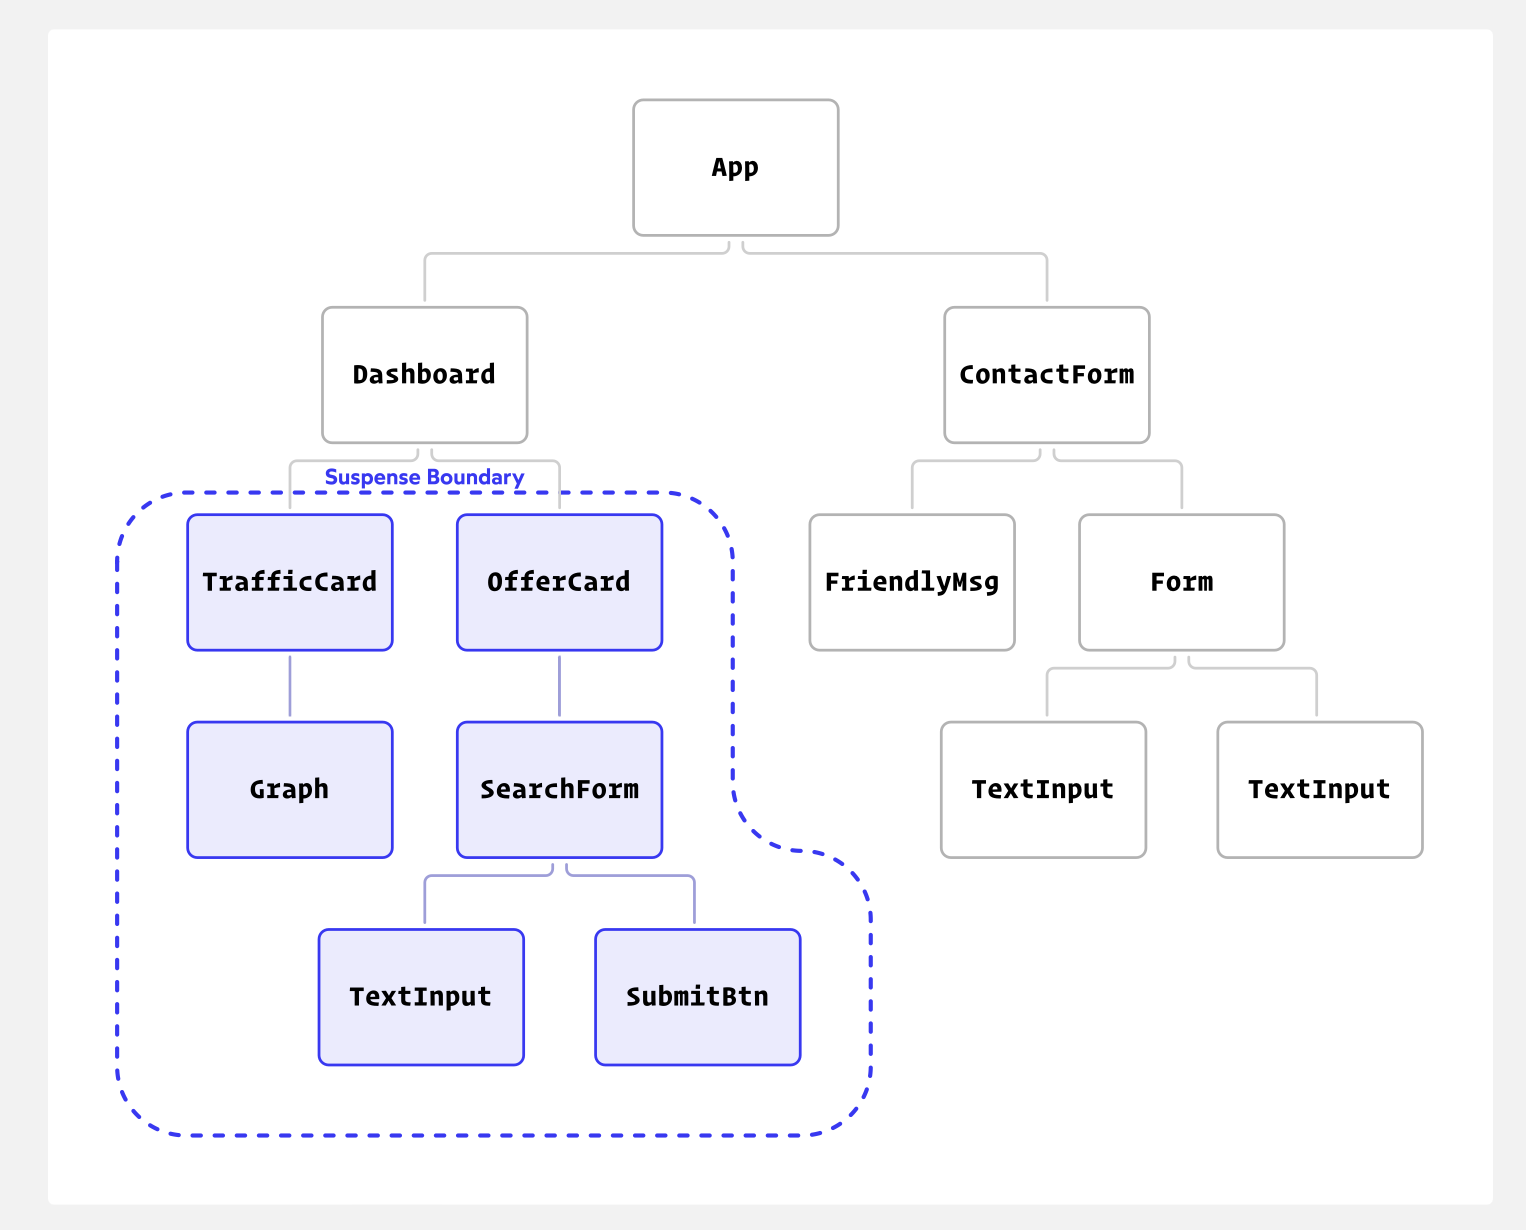 App
Dashboard
ContactForm
Suspense Boundary
TrafficCard
OfferCard
FriendlyMsg
Form
Graph
SearchForm
TextInput
TextInput
TextInput
SubmitBtn